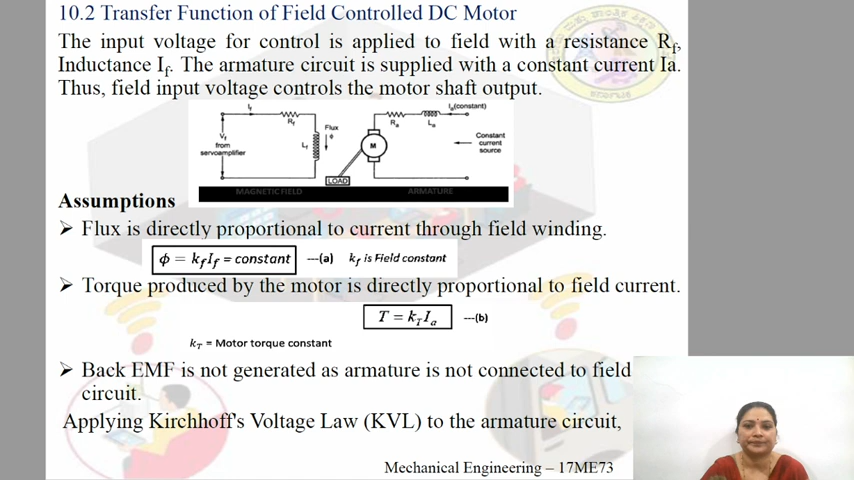 10.2 Transfer Function of Field Controlled DC Motor
The input voltage for control is applied to field with a resistance Rf,
Inductance If. The armature circuit is supplied with a constant current Ia.
Thus, field input voltage controls the motor shaft output.
If
Rf
Vf
from
servoamplifier
Lf
Flux
ϕ
LOAD
M
Ra
La
Ia(constant)
Constant
current
source
MAGNETIC FIELD
ARMATURE
Assumptions
➢ Flux is directly proportional to current through field winding.
ϕ = kfIf = constant ---(a) kf is Field constant
➢ Torque produced by the motor is directly proportional to field current.
T = kTIa ---(b)
kT = Motor torque constant
➢ Back EMF is not generated as armature is not connected to field
circuit.
Applying Kirchhoff's Voltage Law (KVL) to the armature circuit,
Mechanical Engineering – 17ME73